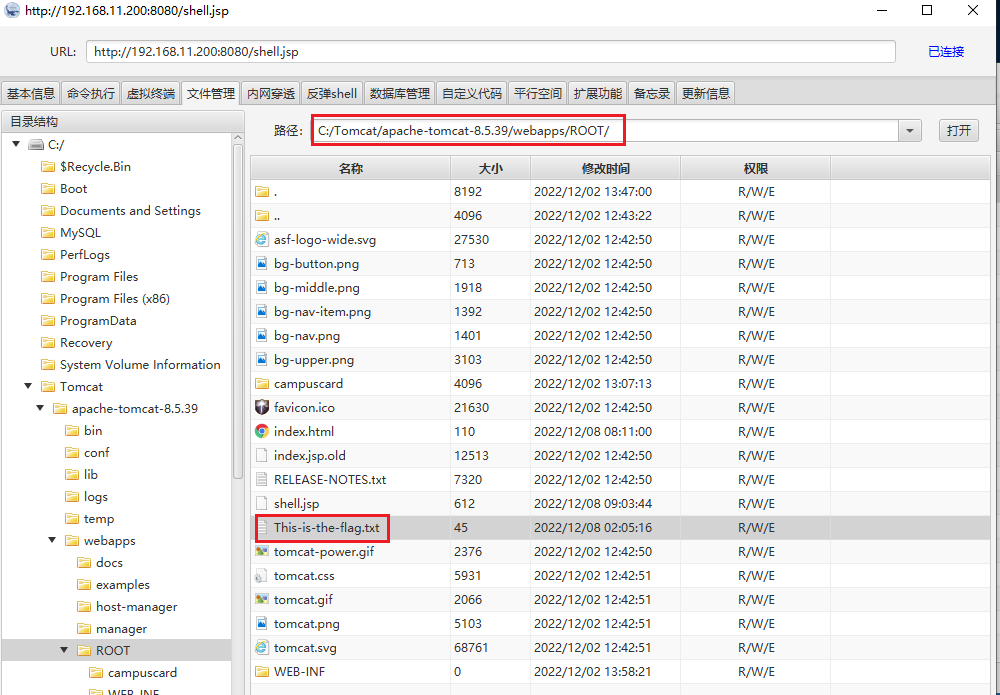 http://192.168.11.200:8080/shell.jsp
URL: http://192.168.11.200:8080/shell.jsp 已连接
基本信息 命令执行 虚拟终端 文件管理 内网穿透 反弹shell 数据库管理 自定义代码 平行空间 扩展功能 备忘录 更新信息
目录结构
C:/
$Recycle.Bin
Boot
Documents and Settings
MySQL
PerfLogs
Program Files
Program Files (x86)
ProgramData
Recovery
System Volume Information
Tomcat
apache-tomcat-8.5.39
bin
conf
lib
logs
temp
webapps
docs
examples
host-manager
manager
ROOT
campuscard
WEB-INF
路径: C:/Tomcat/apache-tomcat-8.5.39/webapps/ROOT/ 打开
名称 大小 修改时间 权限
. 8192 2022/12/02 13:47:00 R/W/E
.. 4096 2022/12/02 12:43:22 R/W/E
asf-logo-wide.svg 27530 2022/12/02 12:42:50 R/W/E
bg-button.png 713 2022/12/02 12:42:50 R/W/E
bg-middle.png 1918 2022/12/02 12:42:50 R/W/E
bg-nav-item.png 1392 2022/12/02 12:42:50 R/W/E
bg-nav.png 1401 2022/12/02 12:42:50 R/W/E
bg-upper.png 3103 2022/12/02 12:42:50 R/W/E
campuscard 4096 2022/12/02 13:07:13 R/W/E
favicon.ico 21630 2022/12/02 12:42:50 R/W/E
index.html 110 2022/12/08 08:11:00 R/W/E
index.jsp.old 12513 2022/12/02 12:42:50 R/W/E
RELEASE-NOTES.txt 7320 2022/12/02 12:42:50 R/W/E
shell.jsp 612 2022/12/08 09:03:44 R/W/E
This-is-the-flag.txt 45 2022/12/08 02:05:16 R/W/E
tomcat-power.gif 2376 2022/12/02 12:42:50 R/W/E
tomcat.css 5931 2022/12/02 12:42:51 R/W/E
tomcat.gif 2066 2022/12/02 12:42:51 R/W/E
tomcat.png 5103 2022/12/02 12:42:51 R/W/E
tomcat.svg 68761 2022/12/02 12:42:51 R/W/E
WEB-INF 0 2022/12/02 13:58:21 R/W/E